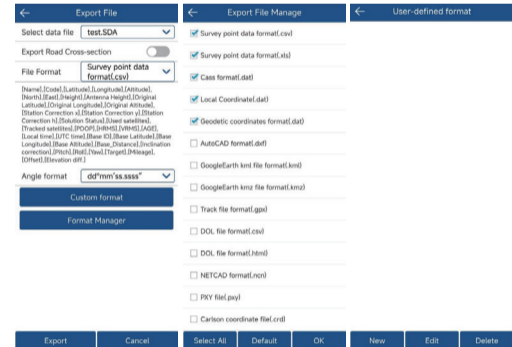 Export File
Select data file
test.SDA
Export Road Cross-section
File Format
Survey point data
format(.csv)
[Name],[Code],[Latitude],[Longitude],[Altitude],
[North],[East],[Height],[Antenna Height],[Original
Latitude],[Original Longitude],[Original Altitude],
[Station Correction x],[Station Correction y],[Station
Correction h],[Solution Status],[Used satellites],
[Tracked satellites],[PDOP],[HRMS],[VRMS],[AGE],
[Local time],[UTC time],[Base ID],[Base Latitude],[Base
Longitude],[Base Altitude],[Base_Distance],[Inclination
correction],[Pitch],[Roll],[Yaw],[Target],[Mileage],
[Offset],[Elevation diff.]
Angle format
dd°mm'ss.ssss"
Custom format
Format Manager
Export
Cancel
Export File Manage
Survey point data format(.csv)
Survey point data format(.xls)
Cass format(.dat)
Local Coordinate(.dat)
Geodetic coordinates format(.dat)
AutoCAD format(.dxf)
GoogleEarth kml file format(.kml)
GoogleEarth kmz file format(.kmz)
Track file format(.gpx)
DOL file format(.csv)
DOL file format(.html)
NETCAD format(.ncn)
PXY file(.pxy)
Carlson coordinate file(.crd)
Select All
Default
OK
User-defined format
New
Edit
Delete